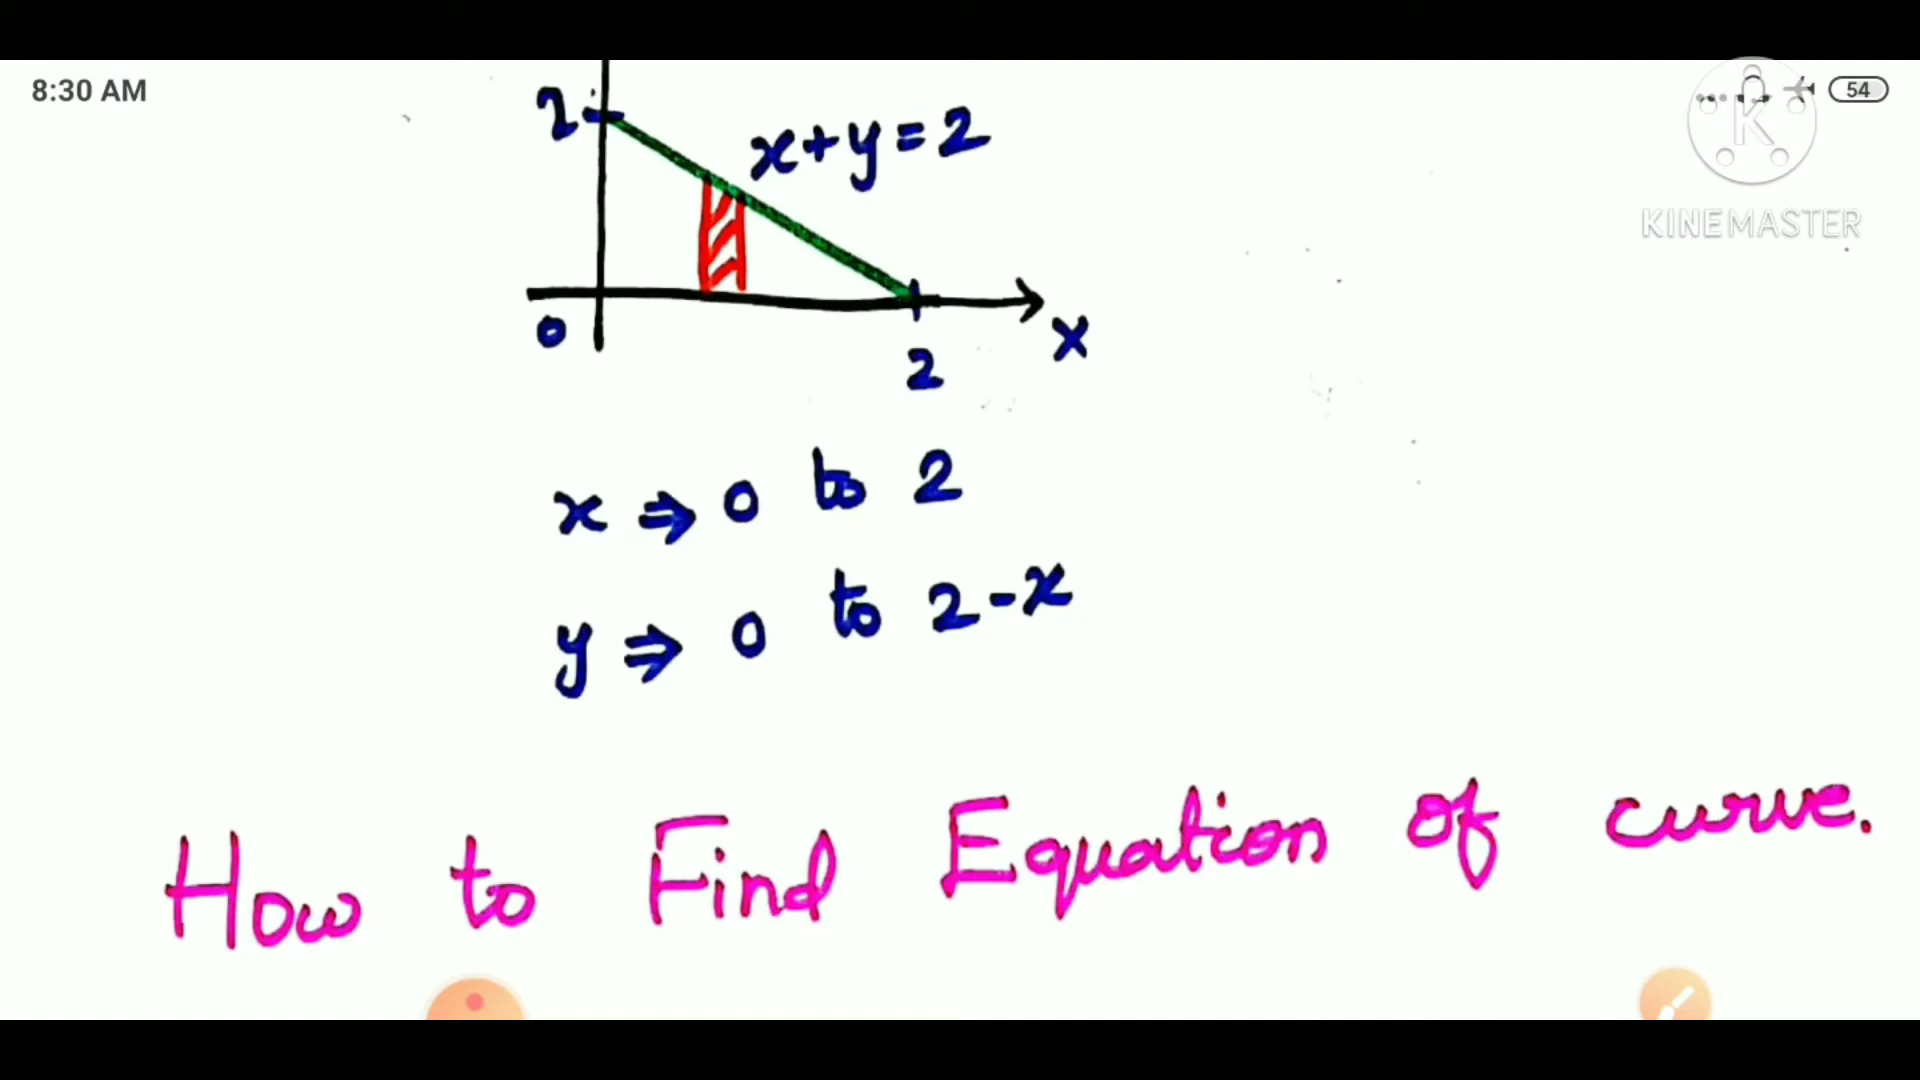 8:30 AM
54
KINEMASTER
2
x+y=2
0
x
2
x ⇒ 0 to 2
y ⇒ 0 to 2-x
How to Find Equation of curve.